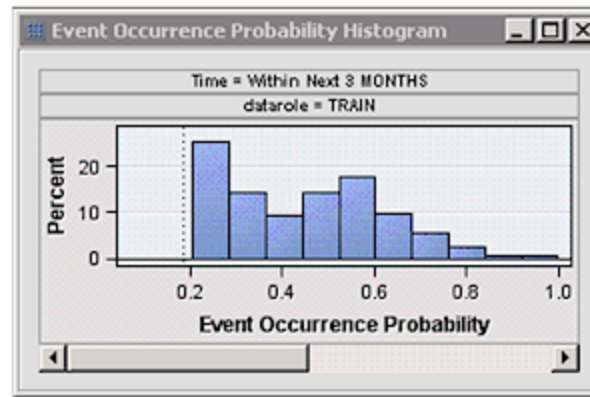 Event Occurrence Probability Histogram
Time = Within Next 3 MONTHS
datarole = TRAIN
Percent
20
10
0
0.2 0.4 0.6 0.8 1.0
Event Occurrence Probability